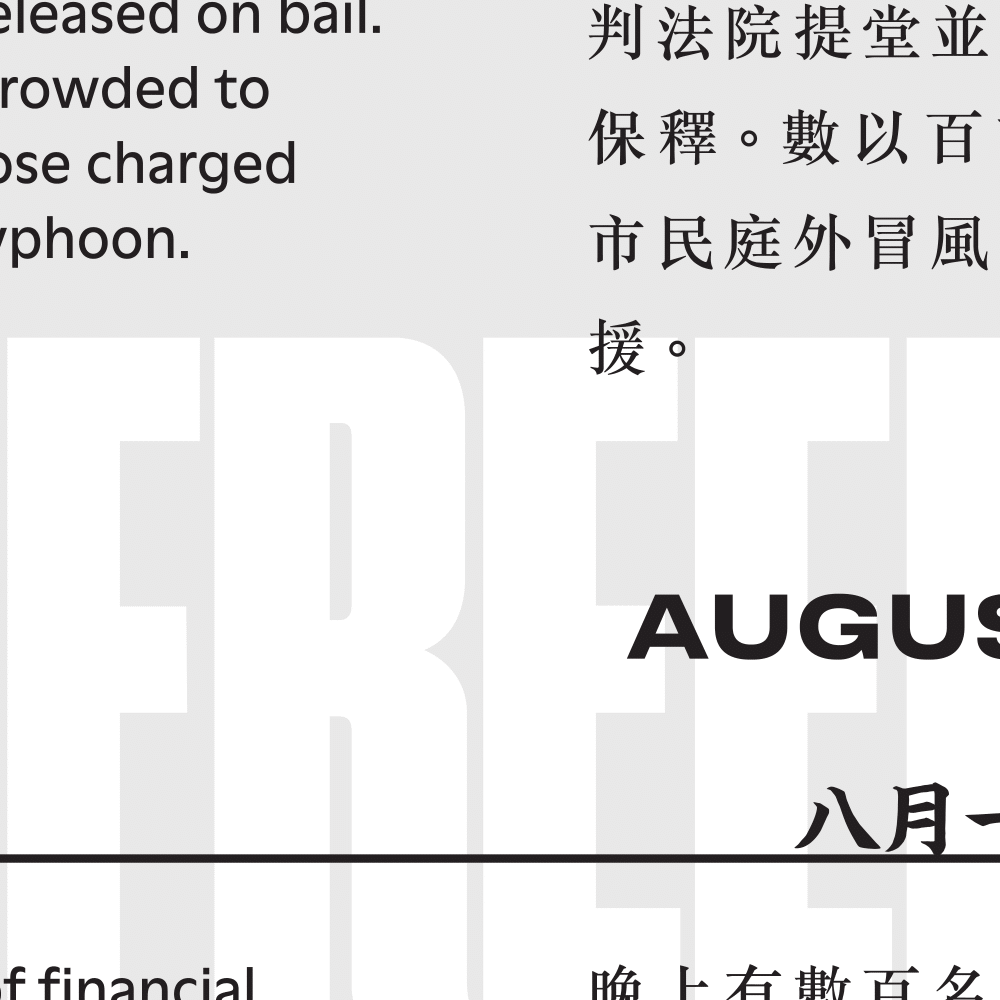 eleased on bail.
rowded to
ose charged
yphoon.
判法院提堂並
保釋。數以百
市民庭外冒風
援。
FREE
AUGUS
八月一
of financial
晚上有數百名